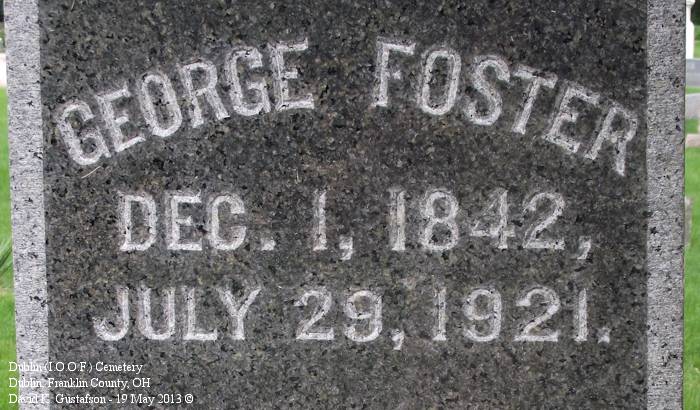 GEORGE FOSTER
DEC. 1, 1842,
JULY 29, 1921.
Dublin (I.O.O.F) Cemetery
Dublin, Franklin County, OH
David K. Gustafson - 19 May 2013 ©